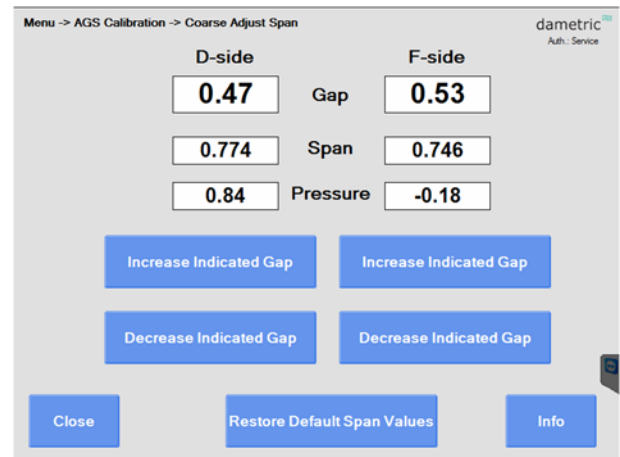 Menu -> AGS Calibration -> Coarse Adjust Span
dametric
Auth.: Service
D-side F-side
0.47 Gap 0.53
0.774 Span 0.746
0.84 Pressure -0.18
Increase Indicated Gap Increase Indicated Gap
Decrease Indicated Gap Decrease Indicated Gap
Close Restore Default Span Values Info